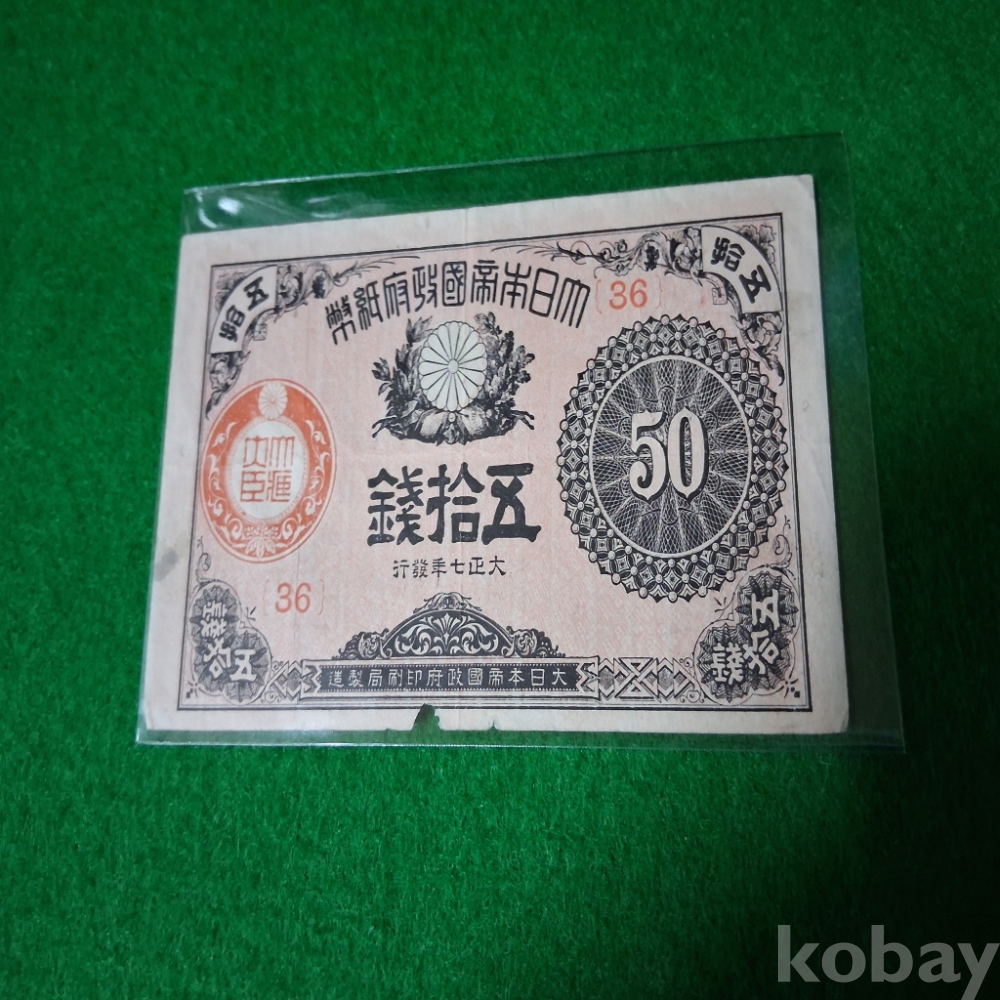 大日本帝國政府紙幣
五拾
五拾
{36}
50
大藏
大臣
五拾錢
大正七年發行
{36}
五拾錢
五拾錢
大日本帝國政府印刷局製造
kobay